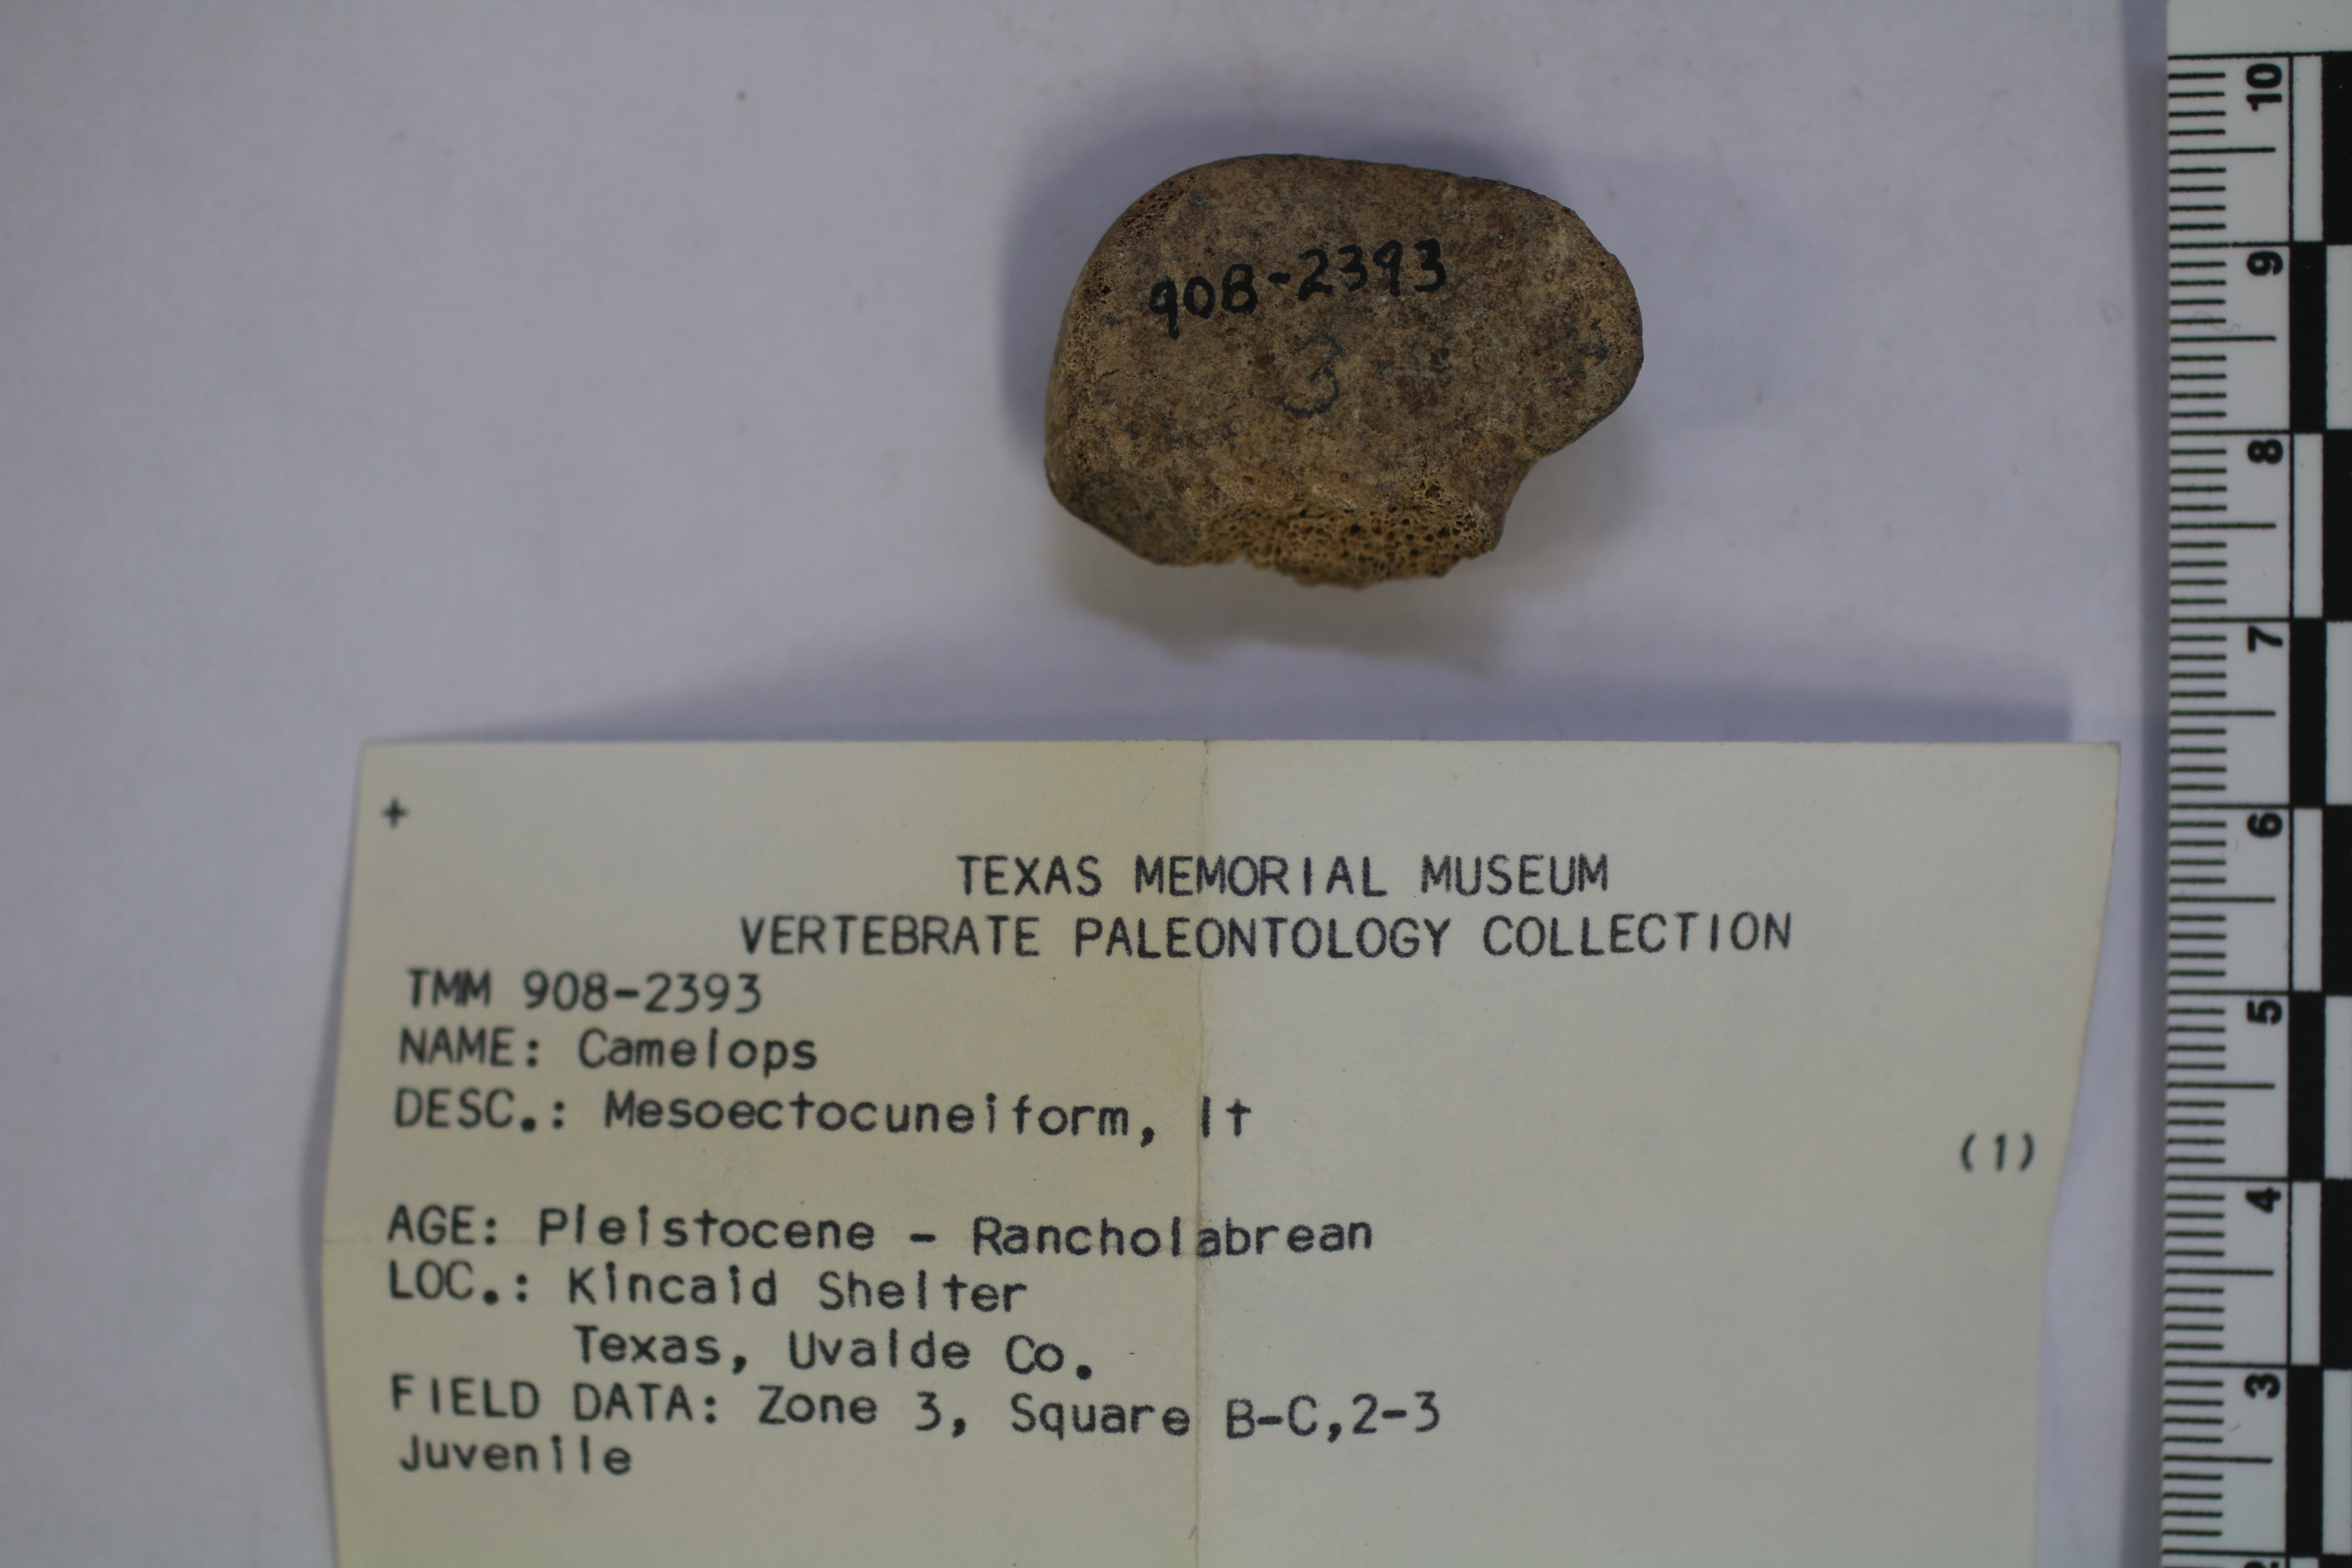 908-2393
3
+
TEXAS MEMORIAL MUSEUM
VERTEBRATE PALEONTOLOGY COLLECTION
TMM 908-2393
NAME: Camelops
DESC.: Mesoectocuneiform, lt
(1)
AGE: Pleistocene - Rancholabrean
LOC.: Kincaid Shelter
Texas, Uvalde Co.
FIELD DATA: Zone 3, Square B-C,2-3
Juvenile
10
9
8
7
6
5
4
3